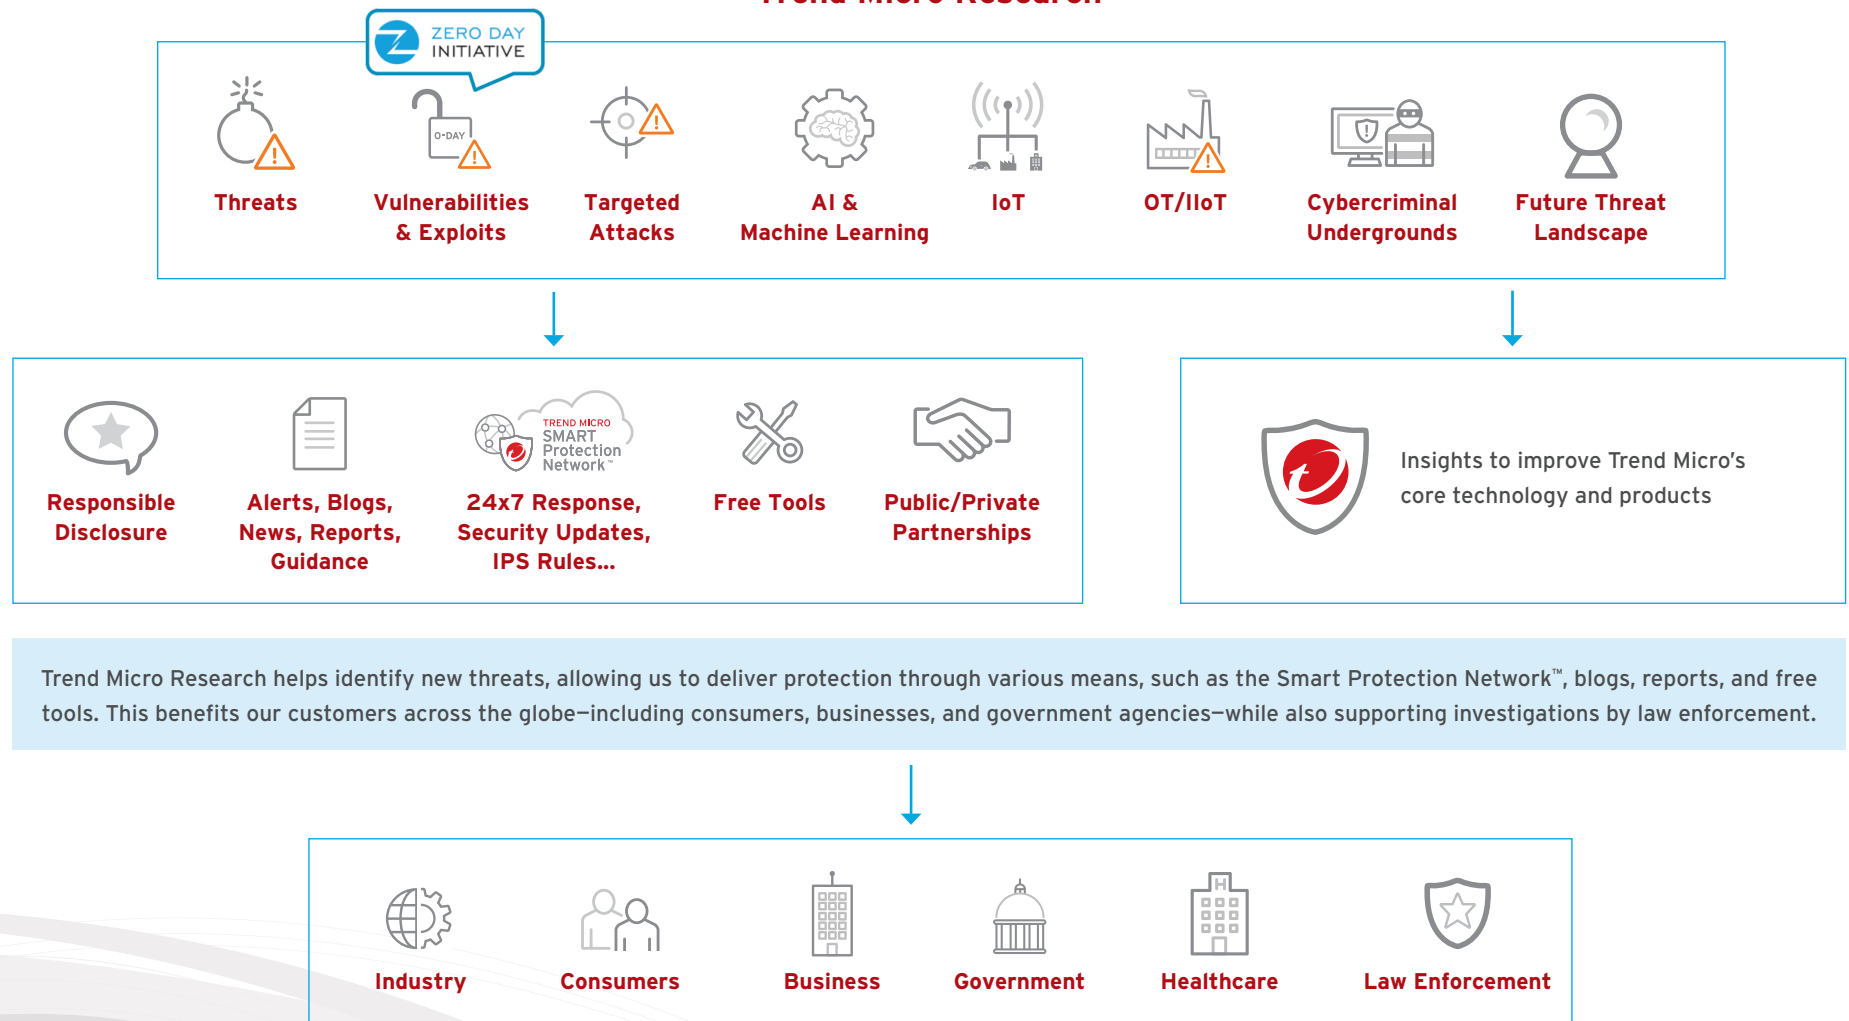 Trend Micro Research
ZERO DAY
INITIATIVE
0-DAY
Threats
Vulnerabilities
& Exploits
Targeted
Attacks
AI &
Machine Learning
IoT
OT/IIoT
Cybercriminal
Undergrounds
Future Threat
Landscape
TREND MICRO
SMART
Protection
Network™
Responsible
Disclosure
Alerts, Blogs,
News, Reports,
Guidance
24x7 Response,
Security Updates,
IPS Rules...
Free Tools
Public/Private
Partnerships
Insights to improve Trend Micro’s
core technology and products
Trend Micro Research helps identify new threats, allowing us to deliver protection through various means, such as the Smart Protection Network™, blogs, reports, and free
tools. This benefits our customers across the globe—including consumers, businesses, and government agencies—while also supporting investigations by law enforcement.
H
Industry
Consumers
Business
Government
Healthcare
Law Enforcement